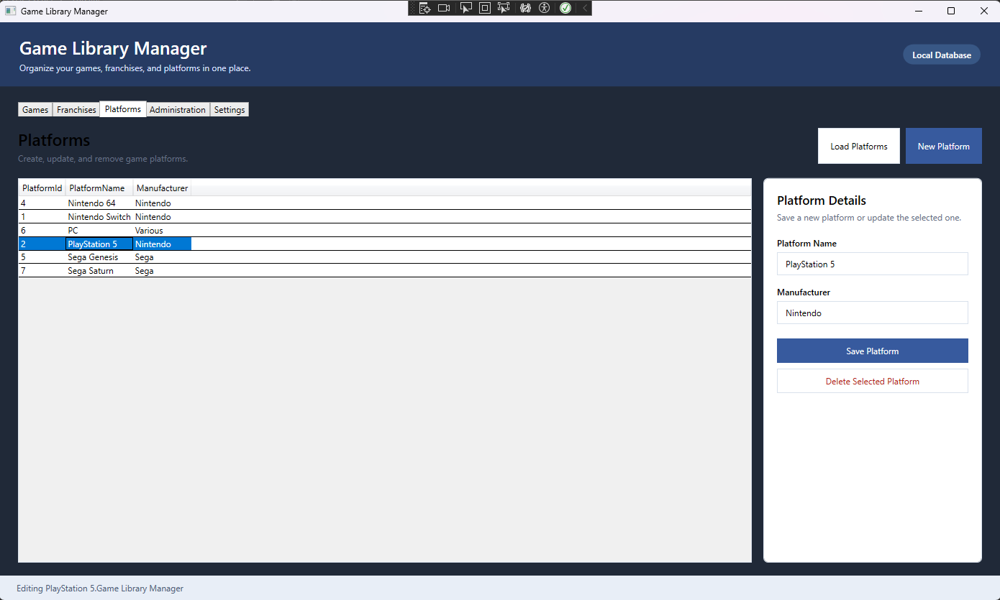 Game Library Manager
Game Library Manager
Organize your games, franchises, and platforms in one place.
Local Database
Games Franchises Platforms Administration Settings
Platforms
Create, update, and remove game platforms.
Load Platforms New Platform
PlatformId PlatformName Manufacturer
4 Nintendo 64 Nintendo
1 Nintendo Switch Nintendo
6 PC Various
2 PlayStation 5 Nintendo
5 Sega Genesis Sega
7 Sega Saturn Sega
Platform Details
Save a new platform or update the selected one.
Platform Name
PlayStation 5
Manufacturer
Nintendo
Save Platform
Delete Selected Platform
Editing PlayStation 5.Game Library Manager